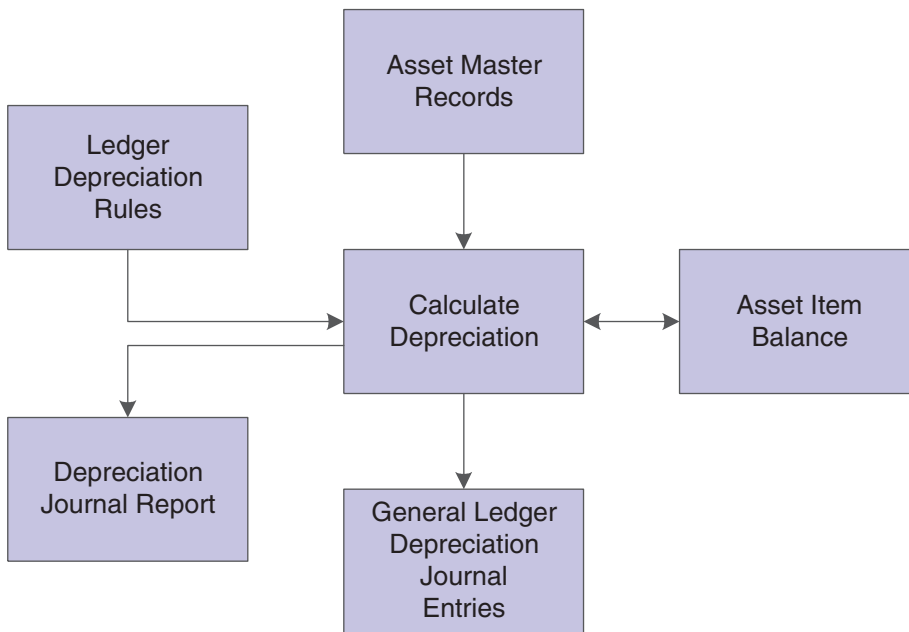 Asset Master
Records
Ledger
Depreciation
Rules
Calculate
Depreciation
Asset Item
Balance
Depreciation
Journal Report
General Ledger
Depreciation
Journal
Entries